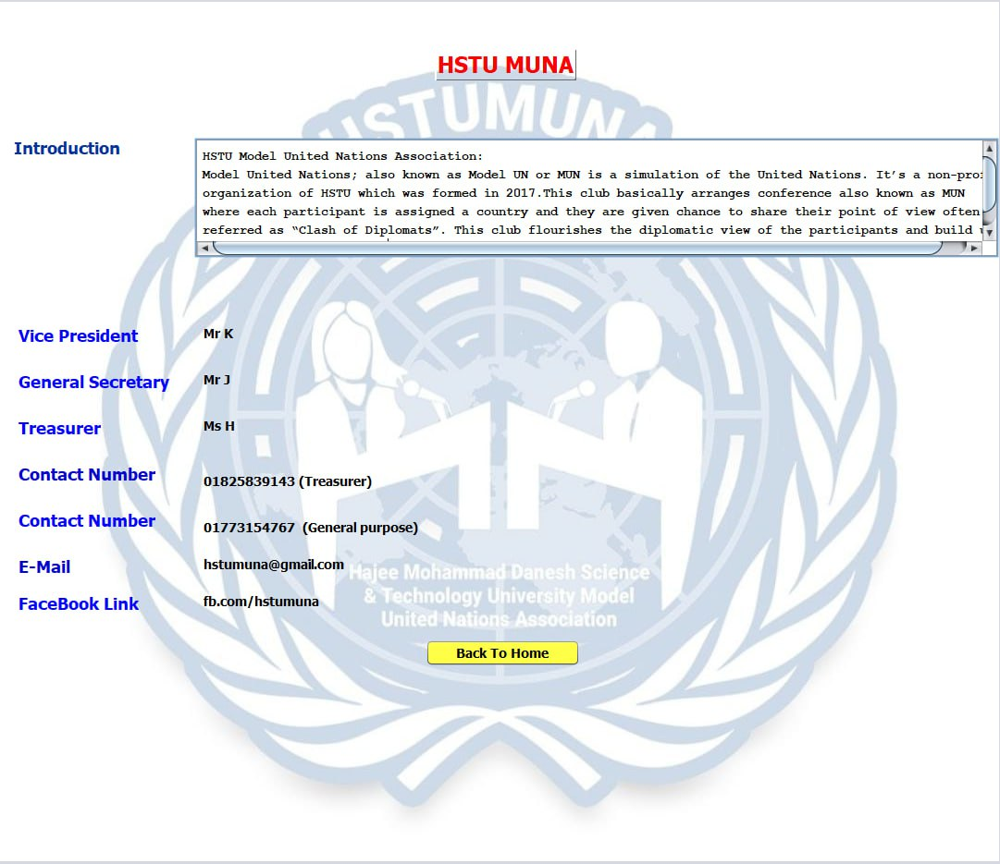 HSTU MUNA
HSTUMUNA
Introduction
HSTU Model United Nations Association:
Model United Nations; also known as Model UN or MUN is a simulation of the United Nations. It’s a non-pro
organization of HSTU which was formed in 2017.This club basically arranges conference also known as MUN
where each participant is assigned a country and they are given chance to share their point of view often
referred as “Clash of Diplomats”. This club flourishes the diplomatic view of the participants and build
Vice President Mr K
General Secretary Mr J
Treasurer Ms H
Contact Number 01825839143 (Treasurer)
Contact Number 01773154767 (General purpose)
E-Mail hstumuna@gmail.com
Hajee Mohammad Danesh Science
& Technology University Model
United Nations Association
FaceBook Link fb.com/hstumuna
Back To Home